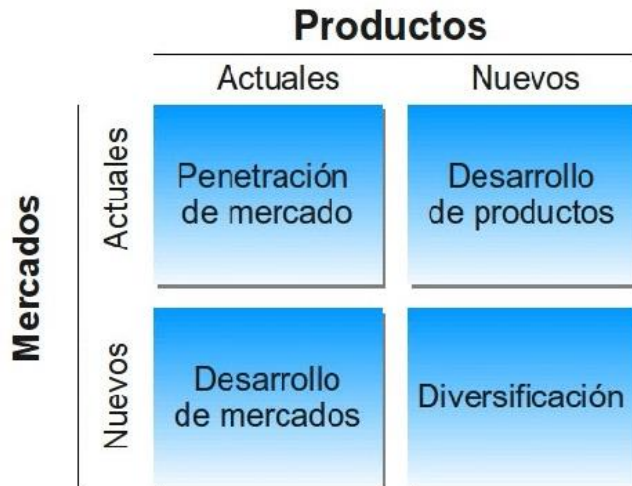 Productos
Actuales
Nuevos
Mercados
Actuales
Penetración
de mercado
Desarrollo
de productos
Nuevos
Desarrollo
de mercados
Diversificación